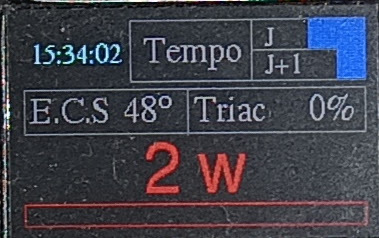 15:34:02 Tempo J
J+1
E.C.S 48° Triac 0%
2 w